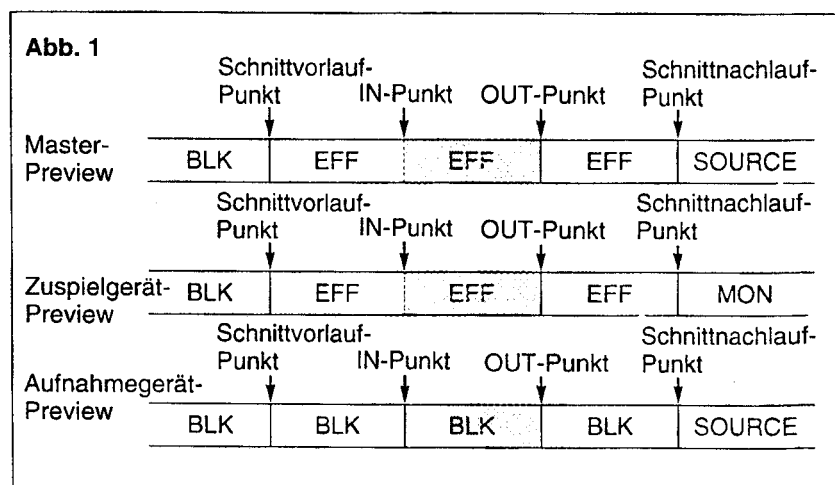 Abb. 1
Schnittvorlauf-
Punkt IN-Punkt OUT-Punkt Schnittnachlauf-
Punkt
Master-
Preview
BLK EFF EFF EFF SOURCE
Schnittvorlauf-
Punkt IN-Punkt OUT-Punkt Schnittnachlauf-
Punkt
Zuspielgerät-
Preview
BLK EFF EFF EFF MON
Schnittvorlauf-
Punkt IN-Punkt OUT-Punkt Schnittnachlauf-
Punkt
Aufnahmegerät-
Preview
BLK BLK BLK BLK SOURCE